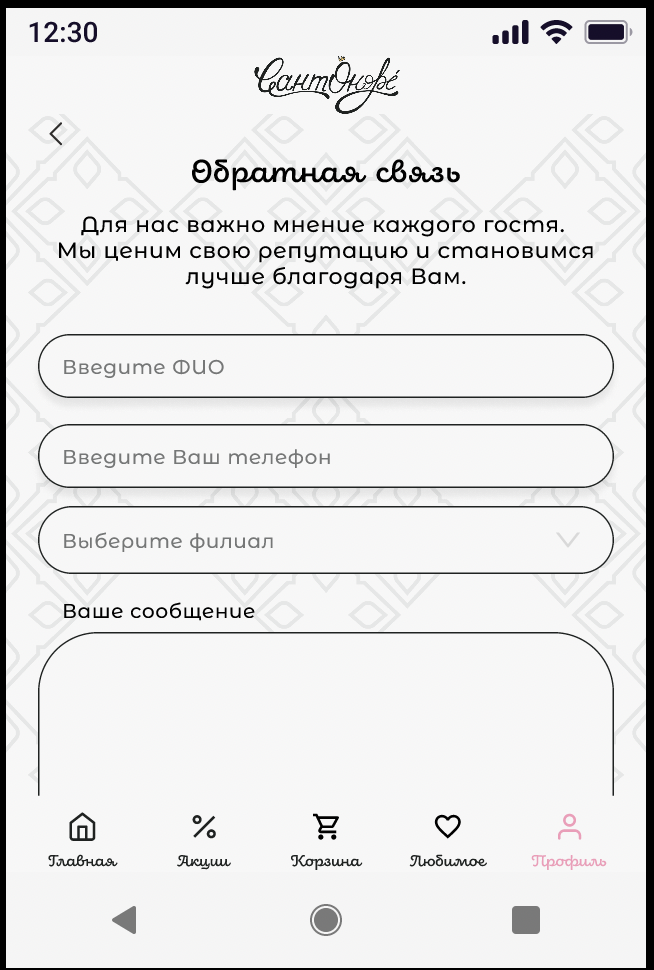 12:30
СантОноре́
Обратная связь
Для нас важно мнение каждого гостя.
Мы ценим свою репутацию и становимся
лучше благодаря Вам.
Введите ФИО
Введите Ваш телефон
Выберите филиал
Ваше сообщение
Главная Акции Корзина Любимое Профиль